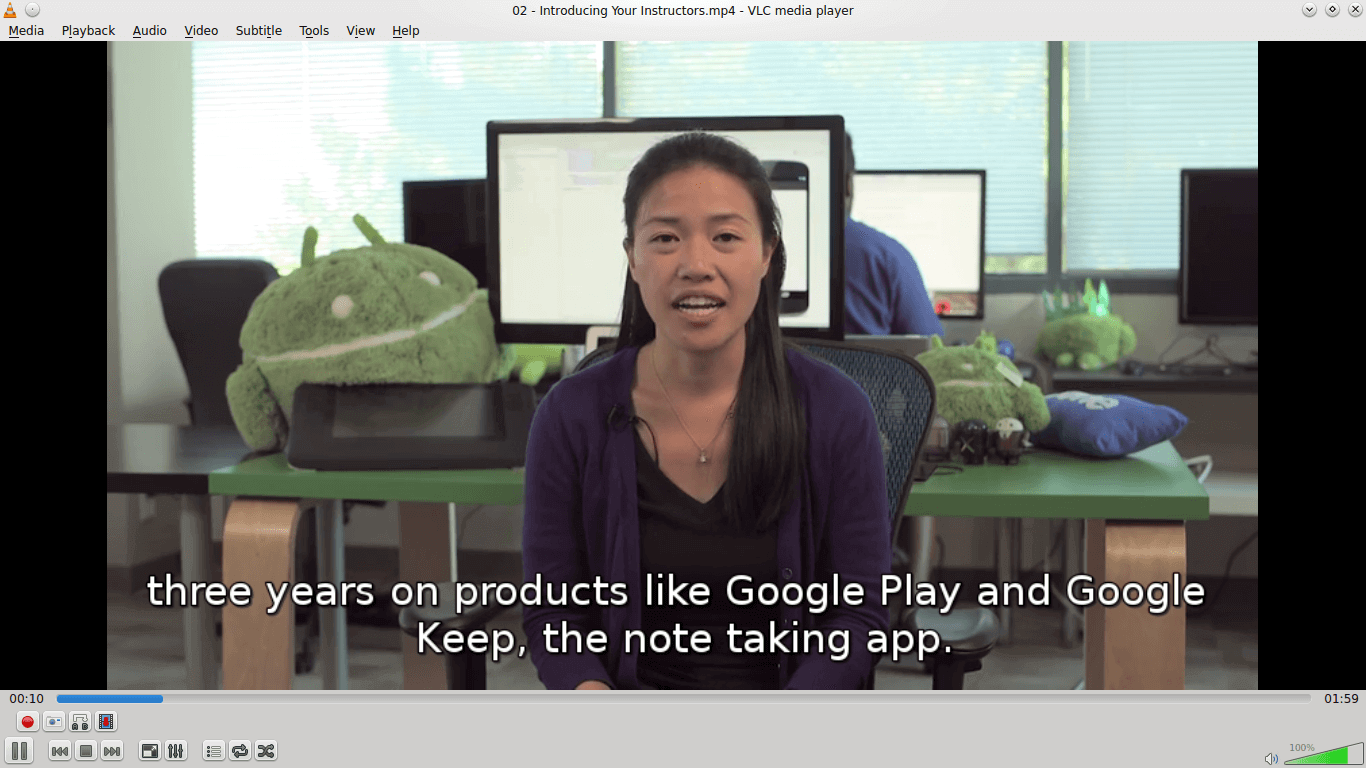 02 - Introducing Your Instructors.mp4 - VLC media player
Media Playback Audio Video Subtitle Tools View Help
three years on products like Google Play and Google
Keep, the note taking app.
00:10 01:59
100%